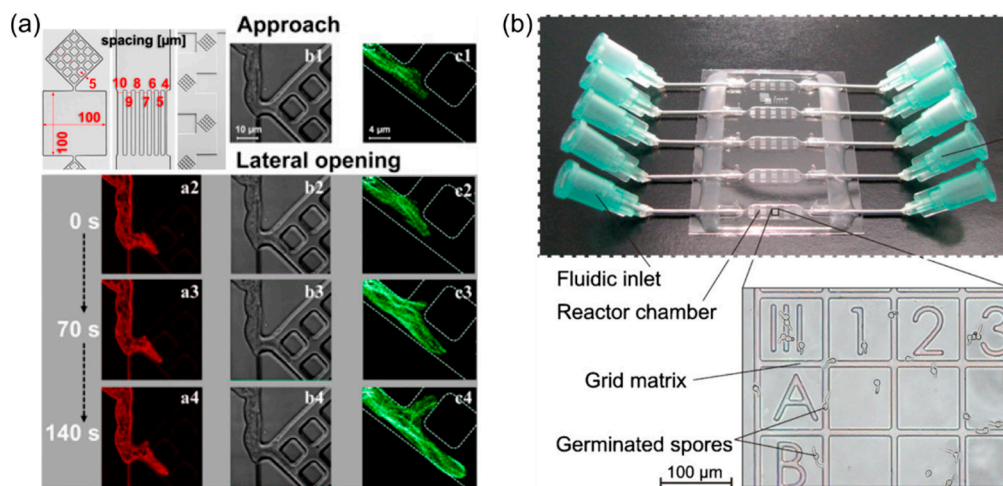 (a)
spacing [µm]
5
100
100
10 8 6 4
9 7 5
Approach
b1
10 µm
c1
4 µm
Lateral opening
0 s
a2
b2
c2
70 s
a3
b3
c3
140 s
a4
b4
c4
(b)
Fluidic inlet
Reactor chamber
Grid matrix
Germinated spores
100 µm
1
2
3
A
B